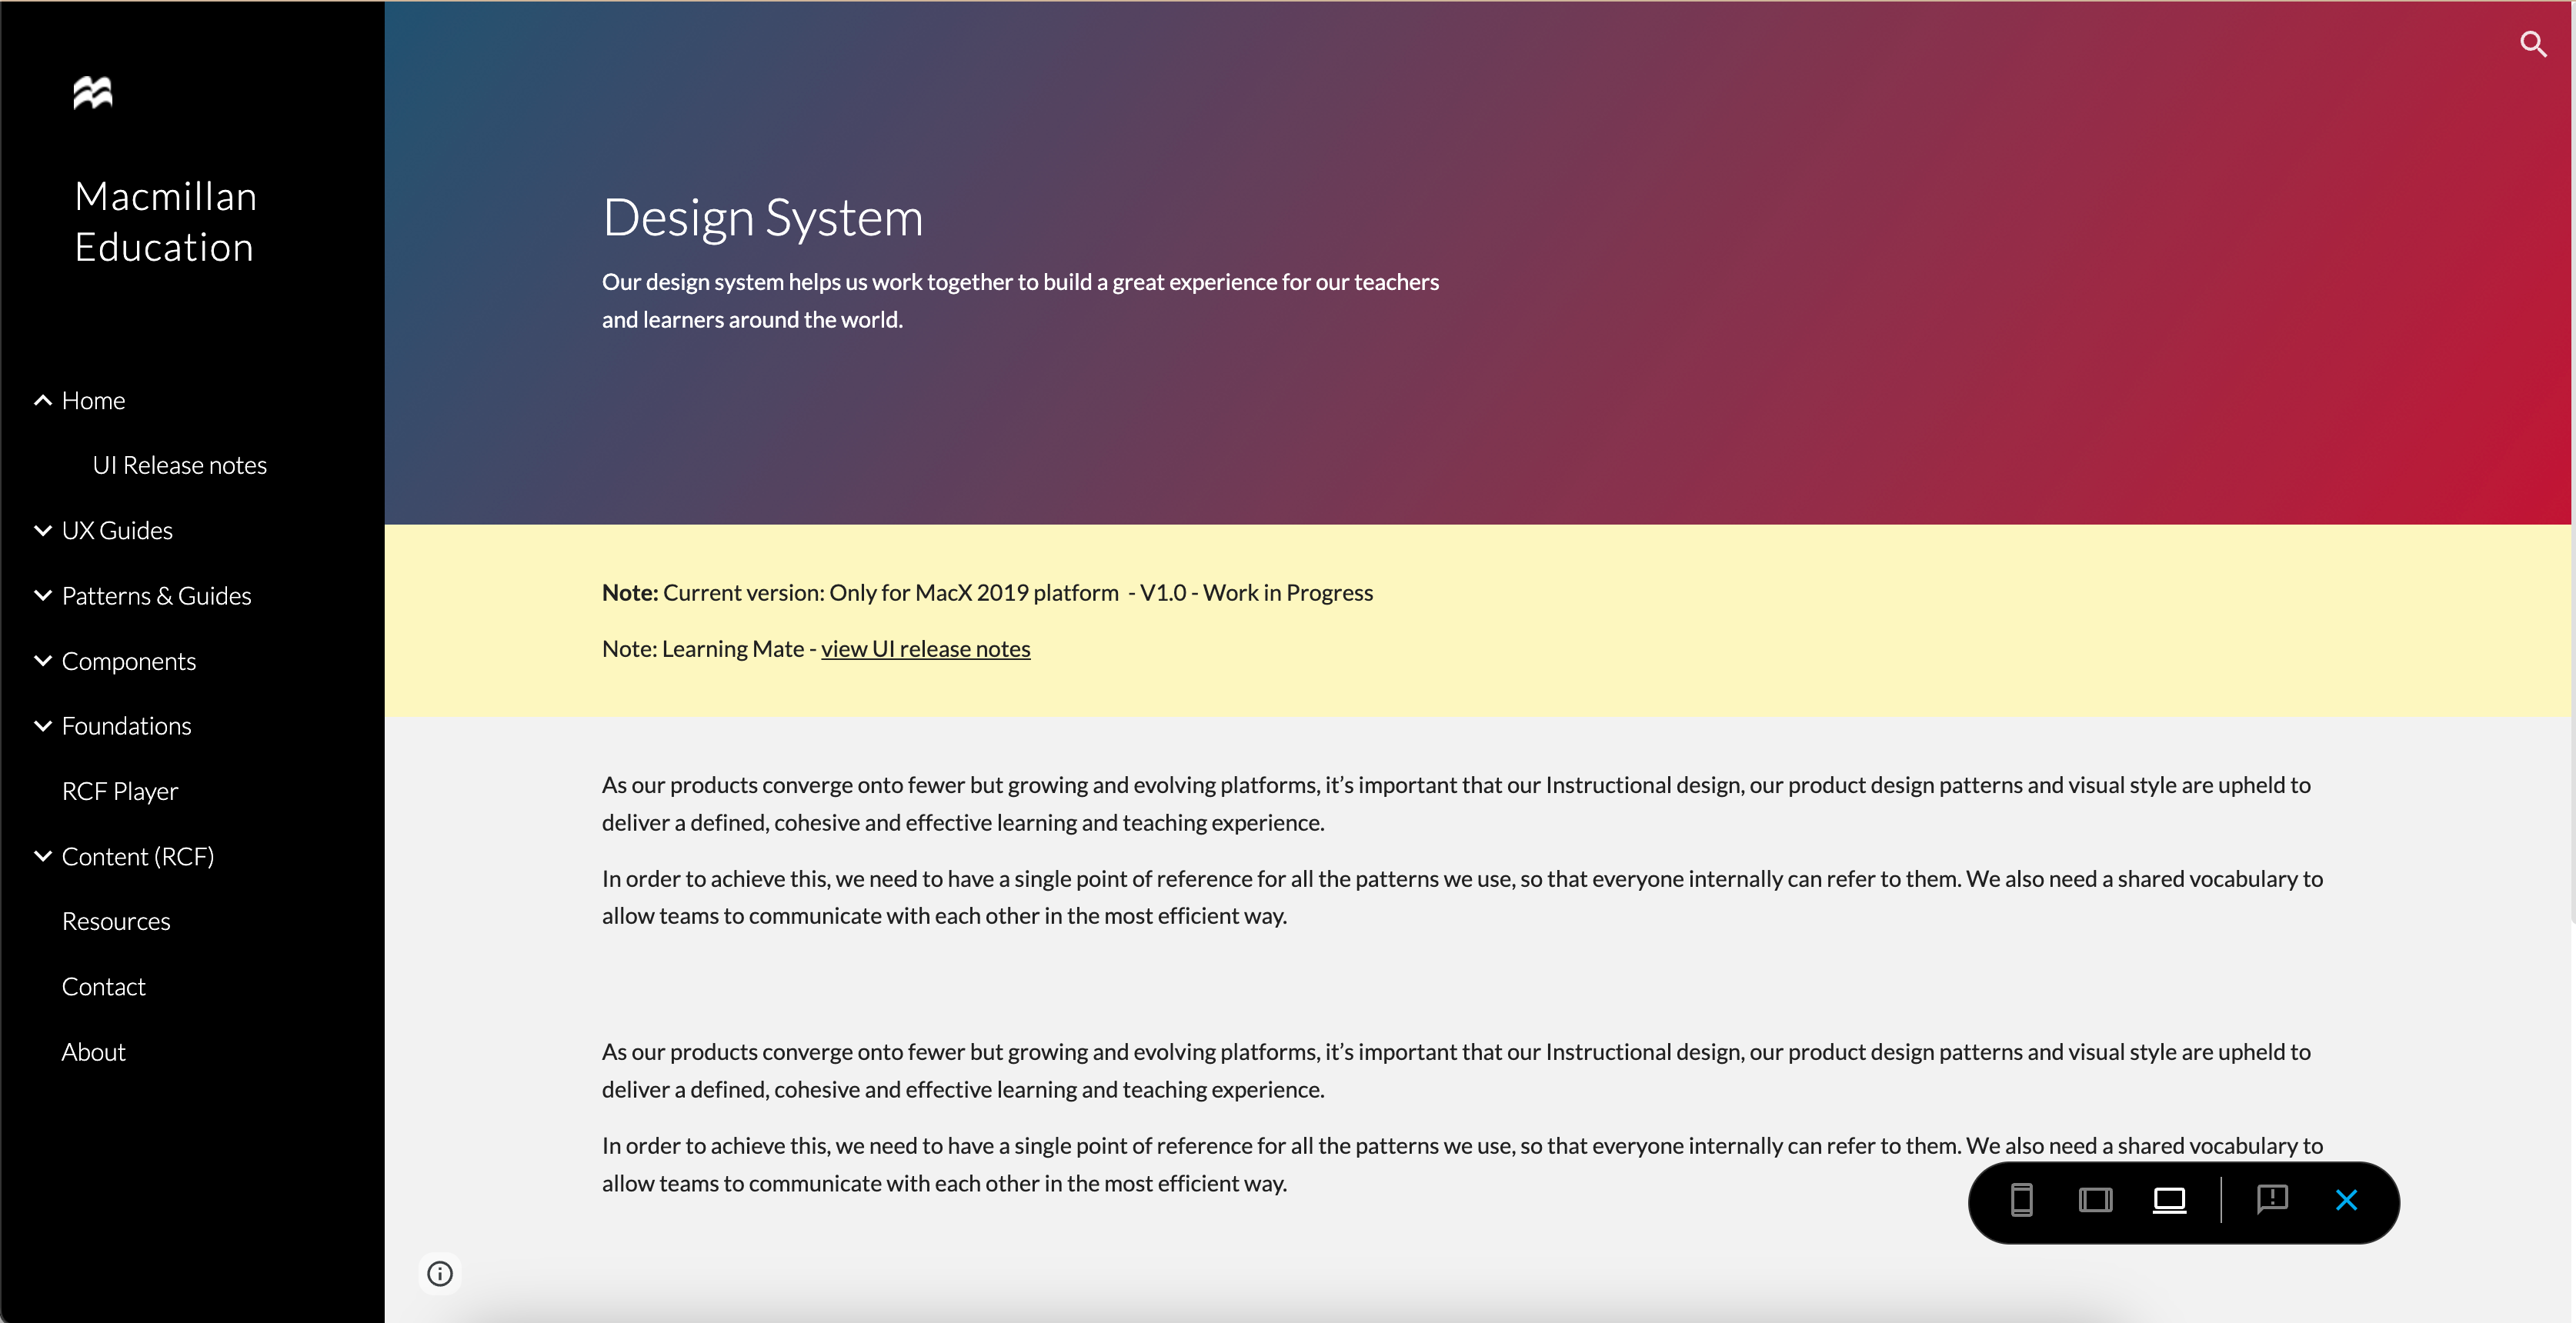 Macmillan
Education
Home
UI Release notes
UX Guides
Patterns & Guides
Components
Foundations
RCF Player
Content (RCF)
Resources
Contact
About
Design System
Our design system helps us work together to build a great experience for our teachers
and learners around the world.
Note: Current version: Only for MacX 2019 platform - V1.0 - Work in Progress
Note: Learning Mate - view UI release notes
As our products converge onto fewer but growing and evolving platforms, it’s important that our Instructional design, our product design patterns and visual style are upheld to
deliver a defined, cohesive and effective learning and teaching experience.
In order to achieve this, we need to have a single point of reference for all the patterns we use, so that everyone internally can refer to them. We also need a shared vocabulary to
allow teams to communicate with each other in the most efficient way.
As our products converge onto fewer but growing and evolving platforms, it’s important that our Instructional design, our product design patterns and visual style are upheld to
deliver a defined, cohesive and effective learning and teaching experience.
In order to achieve this, we need to have a single point of reference for all the patterns we use, so that everyone internally can refer to them. We also need a shared vocabulary to
allow teams to communicate with each other in the most efficient way.